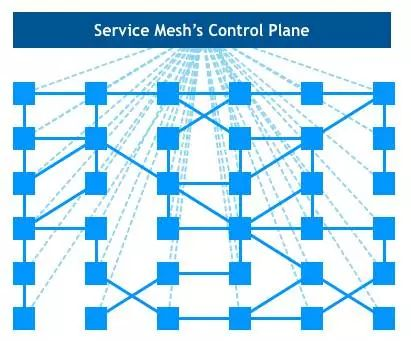 Service Mesh's Control Plane